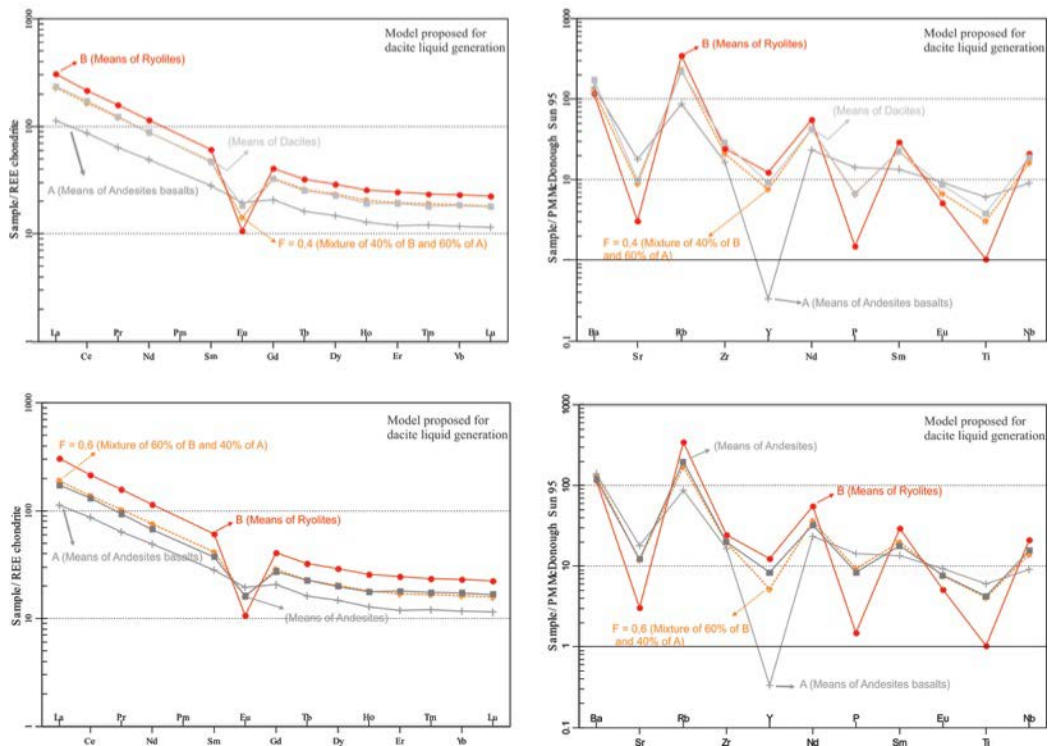 1000
100
10
1
Sample/ REE chondrite
Model proposed for
dacite liquid generation
B (Means of Ryolites)
(Means of Dacites)
A (Means of Andesites basalts)
F = 0,4 (Mixture of 40% of B and 60% of A)
La Pr Pm Eu Tb Ho Tm Lu
Ce Nd Sm Gd Dy Er Yb
1000
100
10
1
0.1
Sample/ PM McDonough Sun 95
Model proposed for
dacite liquid generation
B (Means of Ryolites)
(Means of Dacites)
F = 0,4 (Mixture of 40% of B
and 60% of A)
A (Means of Andesites basalts)
Ba Rb Y P Eu Nb
Sr Zr Nd Sm Ti
1000
100
10
1
Sample/ REE chondrite
Model proposed for
dacite liquid generation
F = 0,6 (Mixture of 60% of B and 40% of A)
B (Means of Ryolites)
A (Means of Andesites basalts)
(Means of Andesites)
La Pr Pm Eu Tb Ho Tm Lu
Ce Nd Sm Gd Dy Er Yb
1000
100
10
1
0.1
Sample/ PM McDonough Sun 95
Model proposed for
dacite liquid generation
(Means of Andesites)
B (Means of Ryolites)
F = 0,6 (Mixture of 60% of B
and 40% of A)
A (Means of Andesites basalts)
Ba Rb Y P Eu Nb
Sr Zr Nd Sm Ti